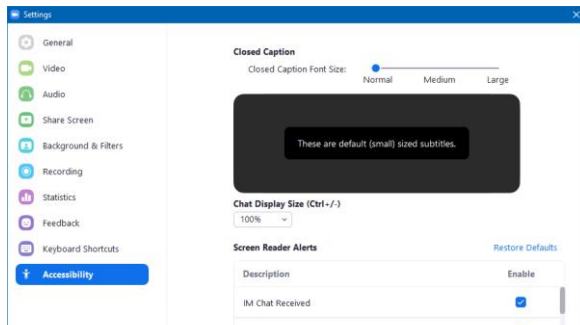 Settings
General
Video
Audio
Share Screen
Background & Filters
Recording
Statistics
Feedback
Keyboard Shortcuts
Accessibility
Closed Caption
Closed Caption Font Size:
Normal Medium Large
These are default (small) sized subtitles.
Chat Display Size (Ctrl+/-)
100%
Screen Reader Alerts Restore Defaults
Description Enable
IM Chat Received